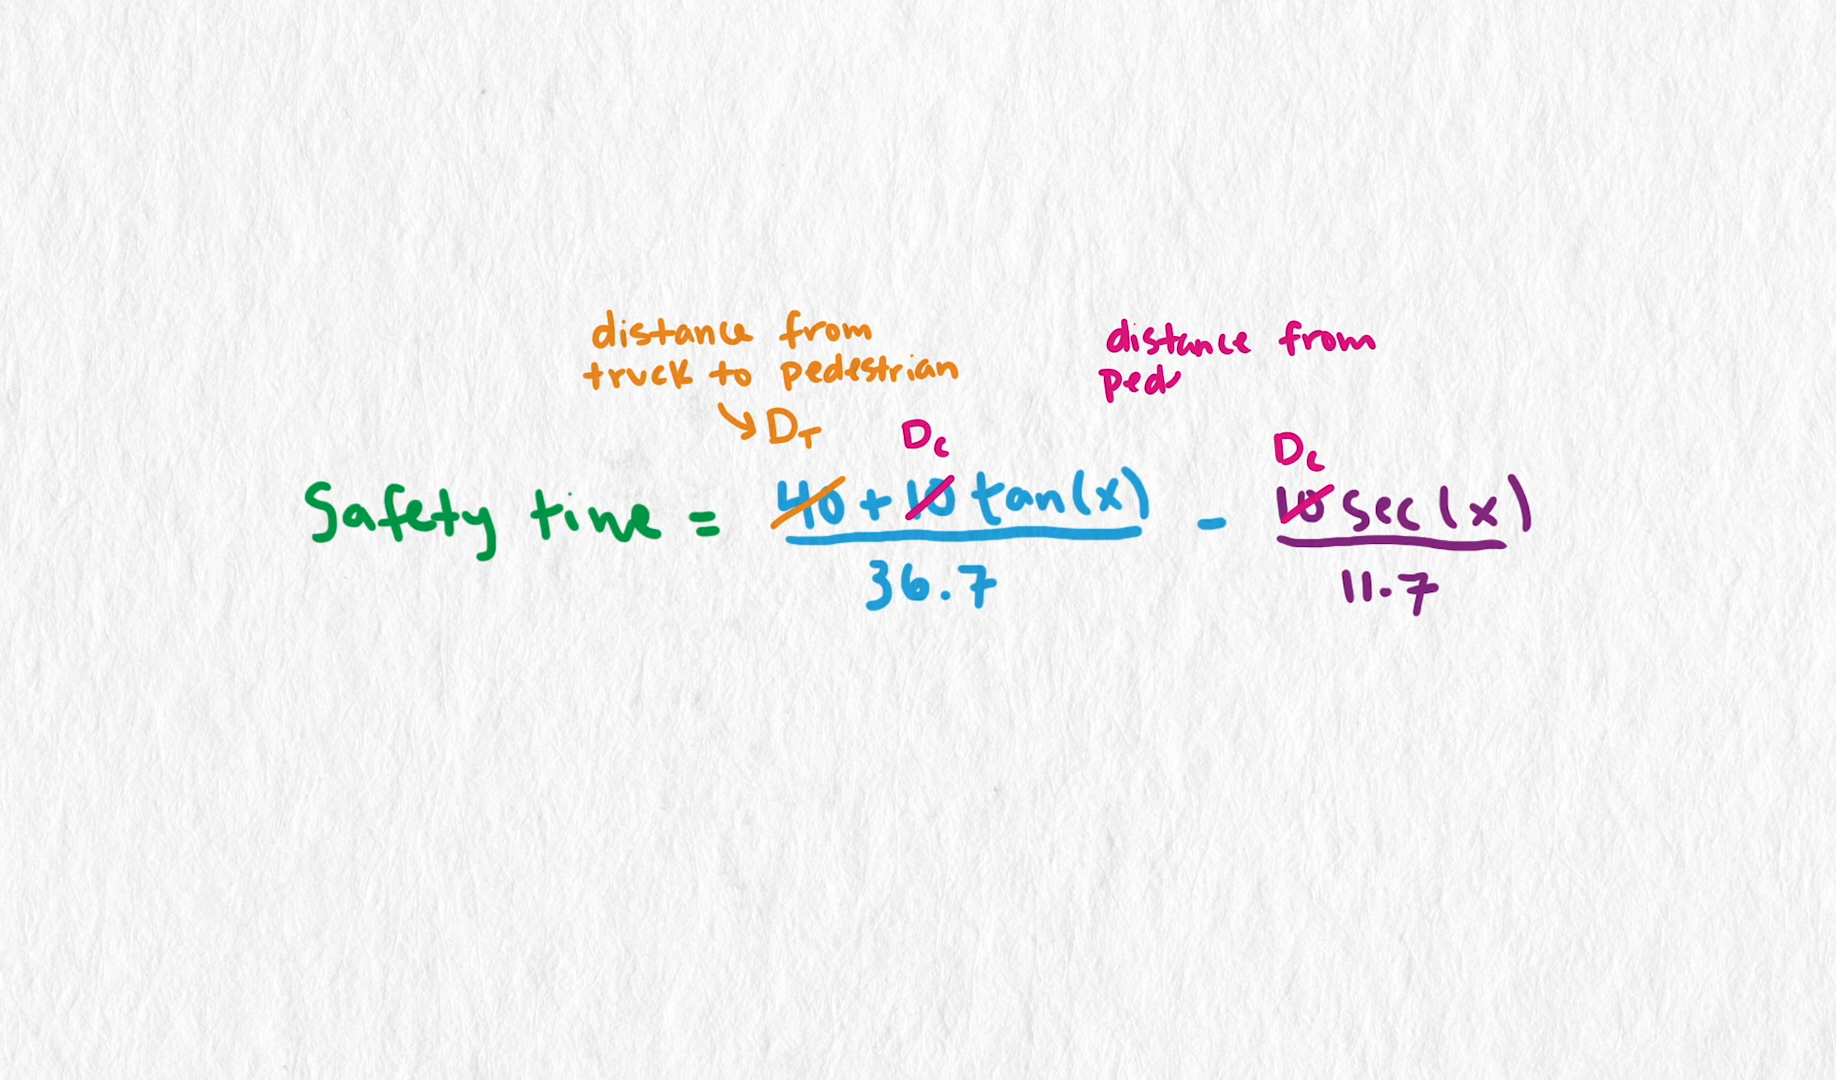 distance from
truck to pedestrian
distance from
ped
↘ D_T
D_c
D_c
Safety time = 40 + 10 tan(x) - 10 sec(x)
36.7
11.7